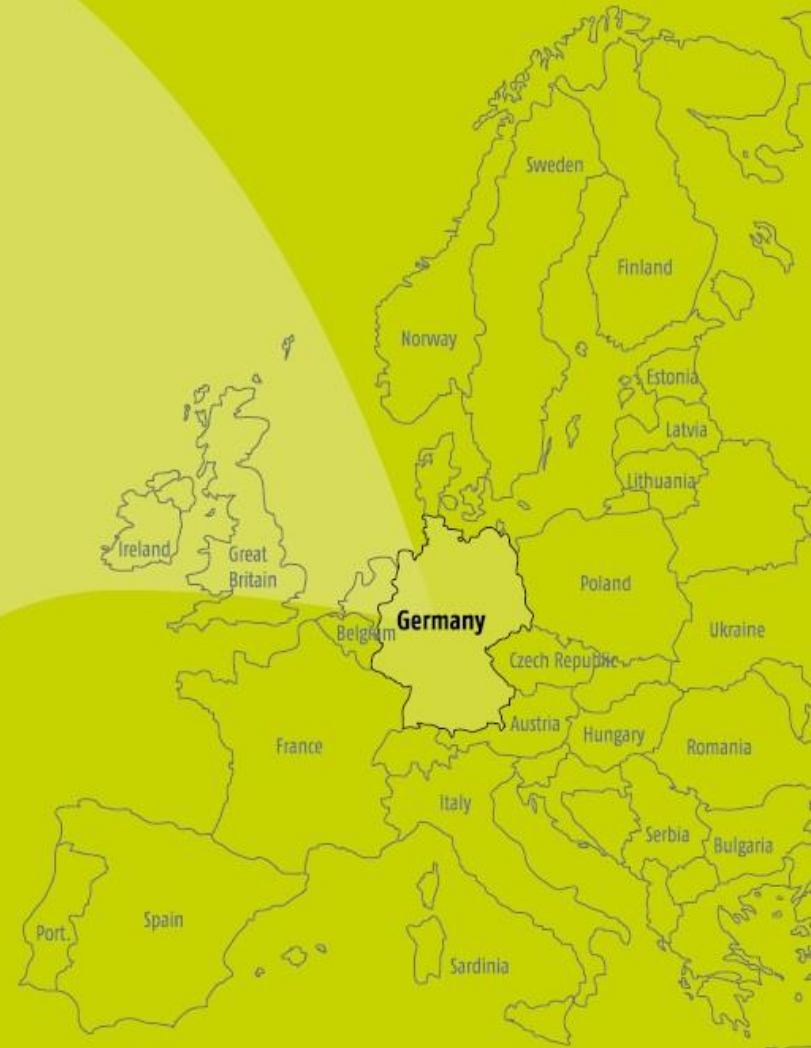 Sweden
Finland
Norway
Estonia
Latvia
Lithuania
Ireland
Great
Britain
Poland
Germany
Belgium
Ukraine
Czech Republic
Austria
Hungary
France
Romania
Italy
Serbia
Bulgaria
Spain
Port.
Sardinia